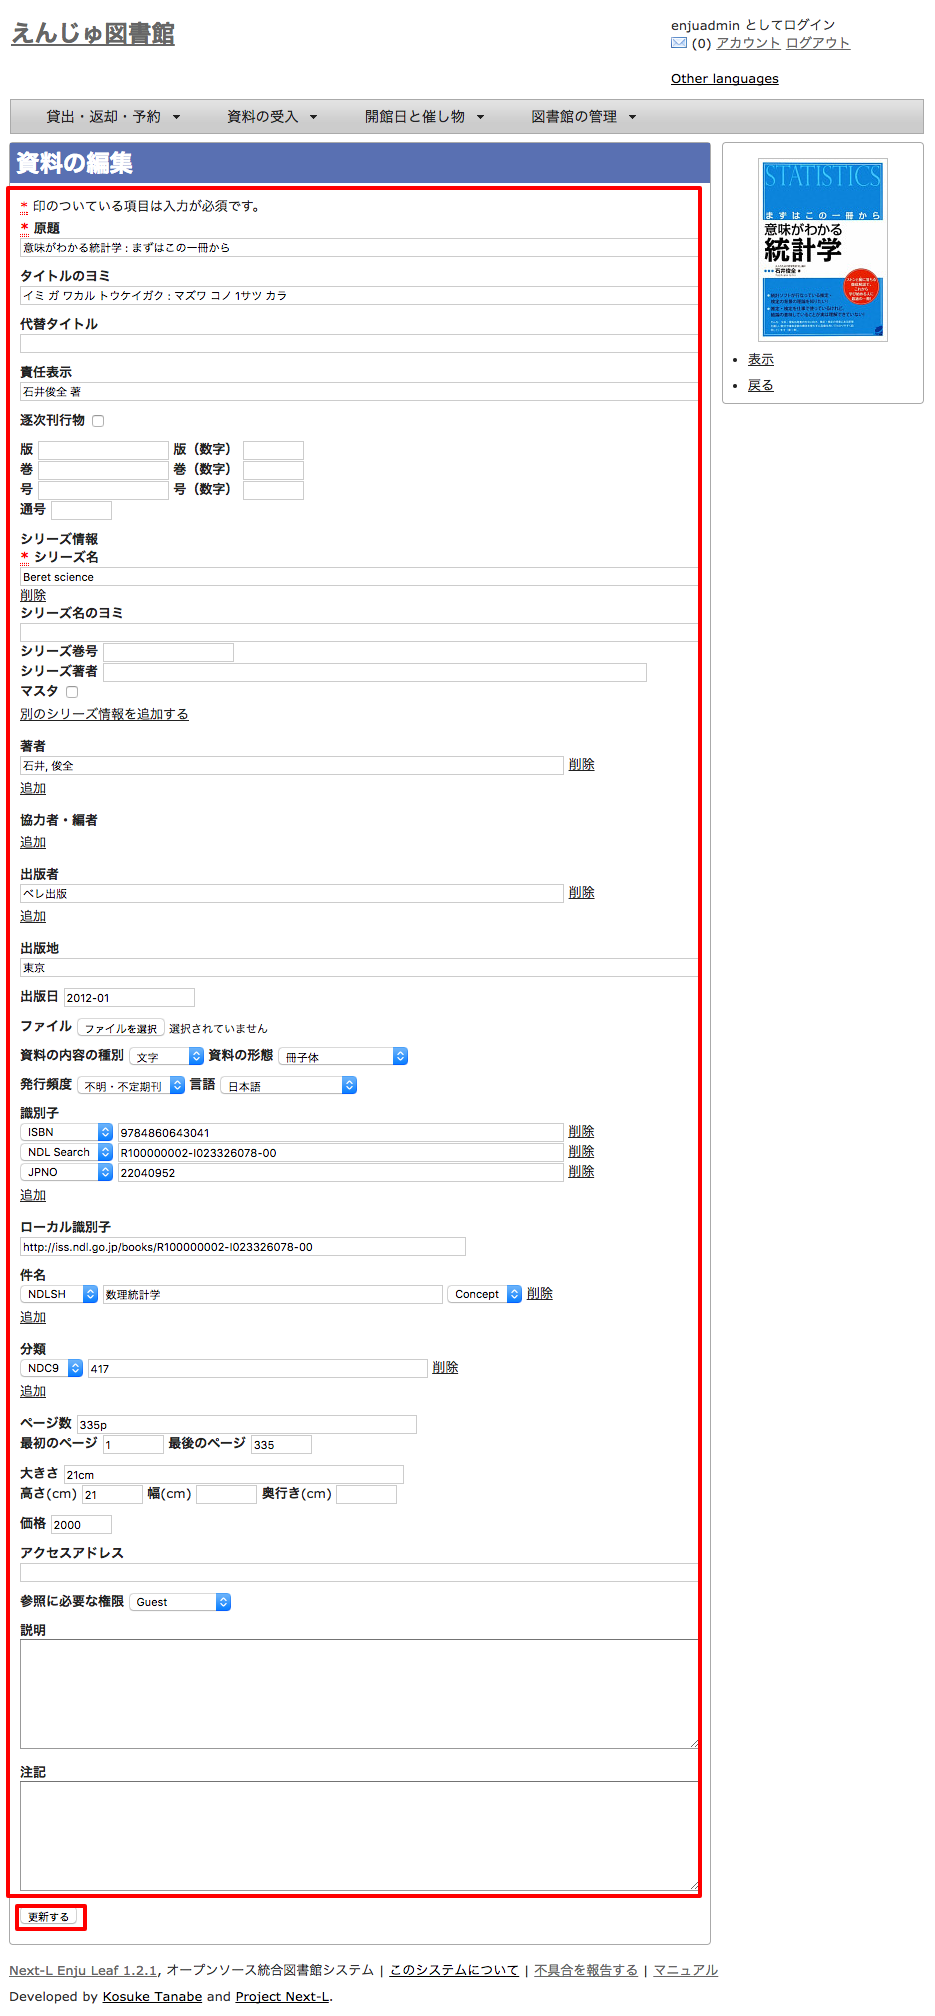 えんじゅ図書館
enjuadmin としてログイン
(0) アカウント ログアウト
Other languages
貸出・返却・予約 資料の受入 開館日と催し物 図書館の管理
資料の編集
* 印のついている項目は入力が必須です。
* 原題
意味がわかる統計学 : まずはこの一冊から
タイトルのヨミ
イミ ガ ワカル トウケイガク : マズワ コノ 1サツ カラ
代替タイトル
責任表示
石井俊全 著
逐次刊行物
版 版（数字）
巻 巻（数字）
号 号（数字）
通号
シリーズ情報
* シリーズ名
Beret science
削除
シリーズ名のヨミ
シリーズ巻号
シリーズ著者
マスタ
別のシリーズ情報を追加する
著者
石井, 俊全 削除
追加
協力者・編者
追加
出版者
ベレ出版 削除
追加
出版地
東京
出版日 2012-01
ファイル ファイルを選択 選択されていません
資料の内容の種別 文字 資料の形態 冊子体
発行頻度 不明・不定期刊 言語 日本語
識別子
ISBN 9784860643041 削除
NDL Search R100000002-I023326078-00 削除
JPNO 22040952 削除
追加
ローカル識別子
http://iss.ndl.go.jp/books/R100000002-I023326078-00
件名
NDLSH 数理統計学 Concept 削除
追加
分類
NDC9 417 削除
追加
ページ数 335p
最初のページ 1 最後のページ 335
大きさ 21cm
高さ(cm) 21 幅(cm) 奥行き(cm)
価格 2000
アクセスアドレス
参照に必要な権限 Guest
説明
注記
更新する
STATISTICS
まずはこの一冊から
意味がわかる
統計学
石井俊全 著
• 表示
• 戻る
Next-L Enju Leaf 1.2.1, オープンソース統合図書館システム | このシステムについて | 不具合を報告する | マニュアル
Developed by Kosuke Tanabe and Project Next-L.